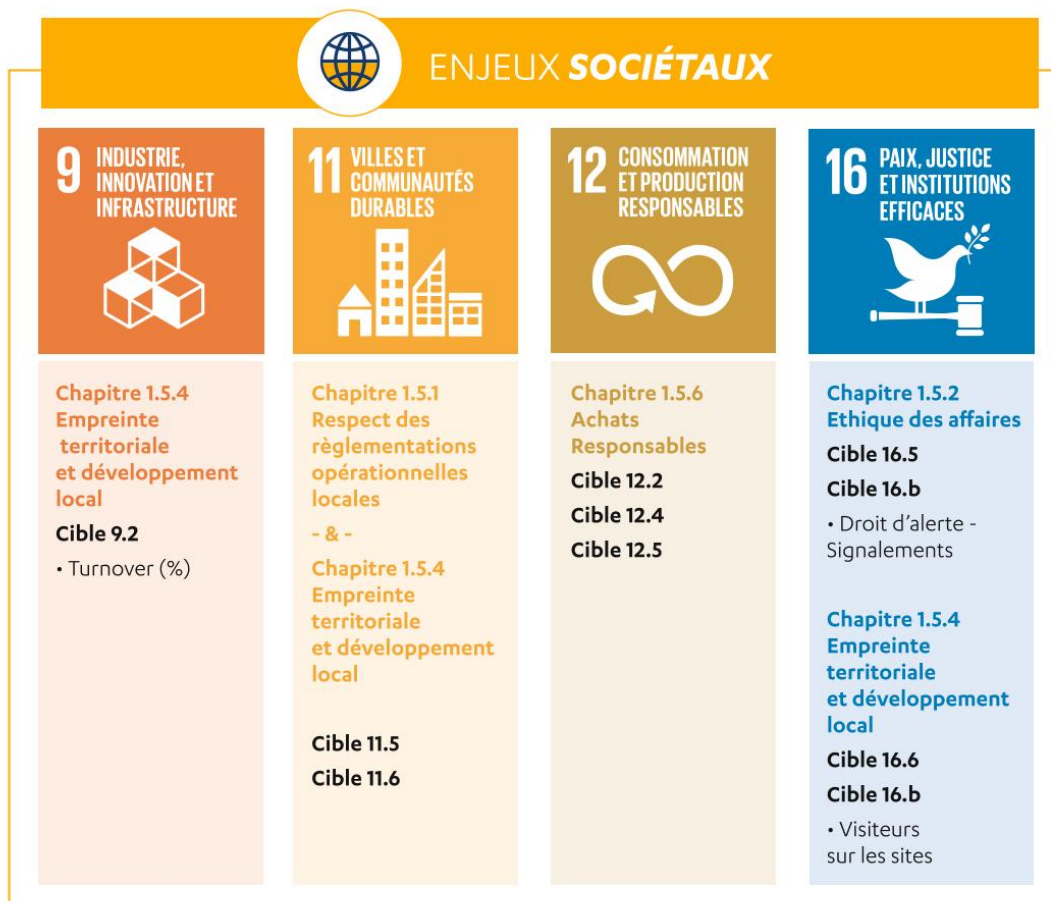 ENJEUX SOCIÉTAUX
9 INDUSTRIE,
INNOVATION ET
INFRASTRUCTURE
Chapitre 1.5.4
Empreinte
territoriale
et développement
local
Cible 9.2
• Turnover (%)
11 VILLES ET
COMMUNAUTÉS
DURABLES
Chapitre 1.5.1
Respect des
règlementations
opérationnelles
locales
- & -
Chapitre 1.5.4
Empreinte
territoriale
et développement
local
Cible 11.5
Cible 11.6
12 CONSOMMATION
ET PRODUCTION
RESPONSABLES
Chapitre 1.5.6
Achats
Responsables
Cible 12.2
Cible 12.4
Cible 12.5
16 PAIX, JUSTICE
ET INSTITUTIONS
EFFICACES
Chapitre 1.5.2
Ethique des affaires
Cible 16.5
Cible 16.b
• Droit d'alerte -
Signalements
Chapitre 1.5.4
Empreinte
territoriale
et développement
local
Cible 16.6
Cible 16.b
• Visiteurs
sur les sites